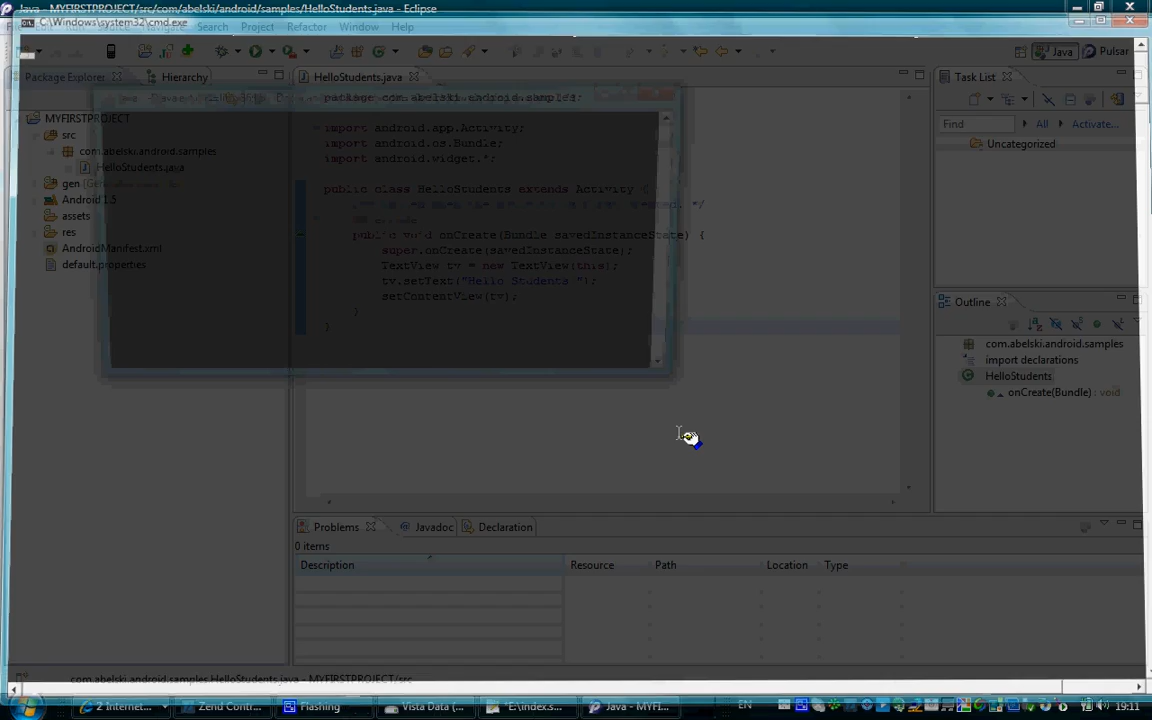 Java - MYFIRSTPROJECT/src/com/abelski/android/samples/HelloStudents.java - Eclipse
C:\Windows\system32\cmd.exe
Search Project Refactor Window Help
Java Pulsar
Package Explorer Hierarchy HelloStudents.java Task List
package com.abelski.android.samples;
MYFIRSTPROJECT
src
com.abelski.android.samples
HelloStudents.java
gen
Android 1.5
assets
res
AndroidManifest.xml
default.properties
import android.app.Activity;
import android.os.Bundle;
import android.widget.*;
public class HelloStudents extends Activity {
public void onCreate(Bundle savedInstanceState) {
super.onCreate(savedInstanceState);
TextView tv = new TextView(this);
tv.setText("Hello Students ");
setContentView(tv);
}
}
Find All Activate...
Uncategorized
Outline
com.abelski.android.samples
import declarations
HelloStudents
onCreate(Bundle) : void
Problems Javadoc Declaration
0 items
Description Resource Path Location Type
com.abelski.android.samples.HelloStudents.java - MYFIRSTPROJECT/src
2 Internet... Zend Contr... Flashing Vista Data (... *E:\index.s... Java - MYFI... EN 19:11